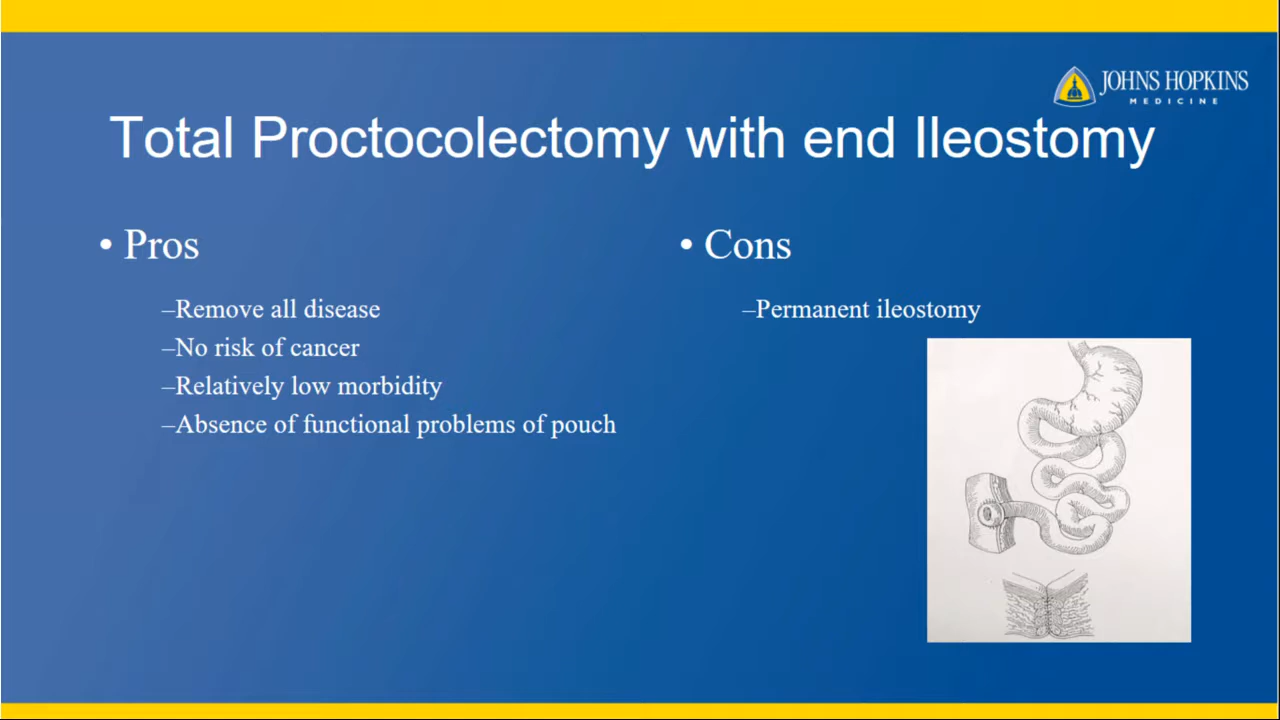 JOHNS HOPKINS
MEDICINE
Total Proctocolectomy with end Ileostomy
• Pros
–Remove all disease
–No risk of cancer
–Relatively low morbidity
–Absence of functional problems of pouch
• Cons
–Permanent ileostomy